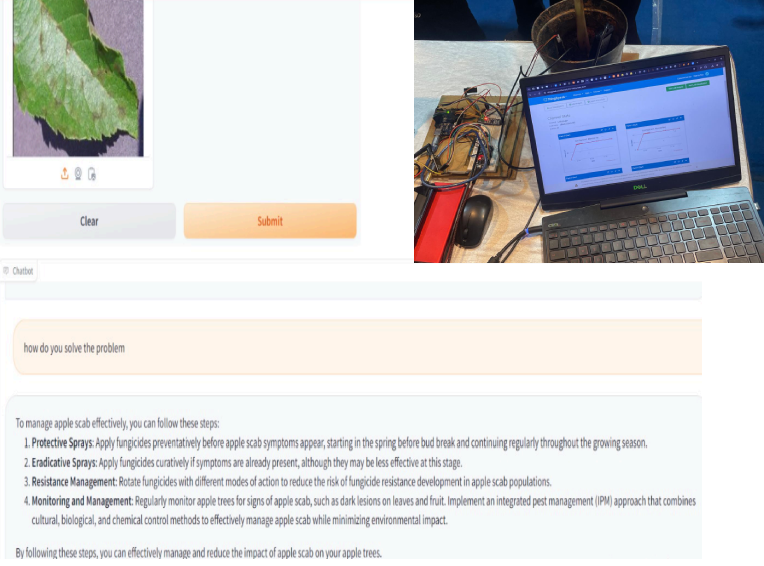 Clear
Submit
DELL
Chatbot
how do you solve the problem
To manage apple scab effectively, you can follow these steps:
1. Protective Sprays: Apply fungicides preventatively before apple scab symptoms appear, starting in the spring before bud break and continuing regularly throughout the growing season.
2. Eradicative Sprays: Apply fungicides curatively if symptoms are already present, although they may be less effective at this stage.
3. Resistance Management: Rotate fungicides with different modes of action to reduce the risk of fungicide resistance development in apple scab populations.
4. Monitoring and Management: Regularly monitor apple trees for signs of apple scab, such as dark lesions on leaves and fruit. Implement an integrated pest management (IPM) approach that combines
cultural, biological, and chemical control methods to effectively manage apple scab while minimizing environmental impact.
By following these steps, you can effectively manage and reduce the impact of apple scab on your apple trees.